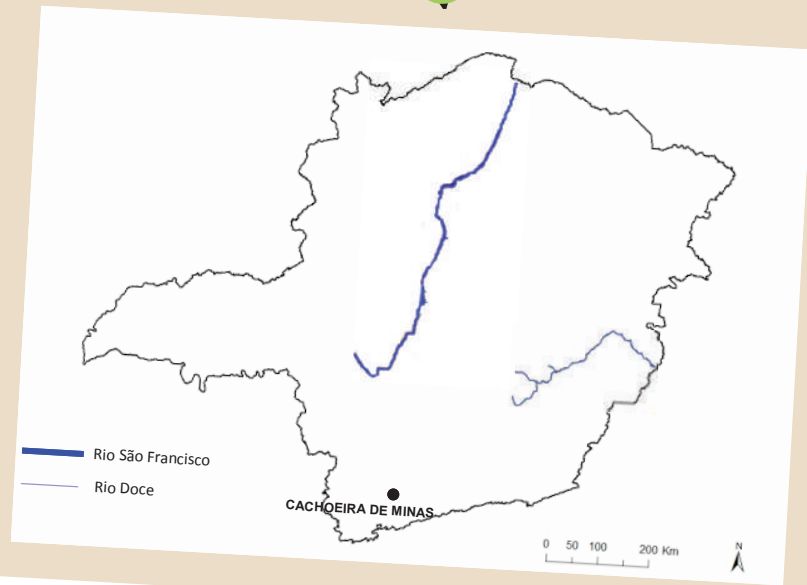 Rio São Francisco
Rio Doce
CACHOEIRA DE MINAS
0 50 100 200 Km
N